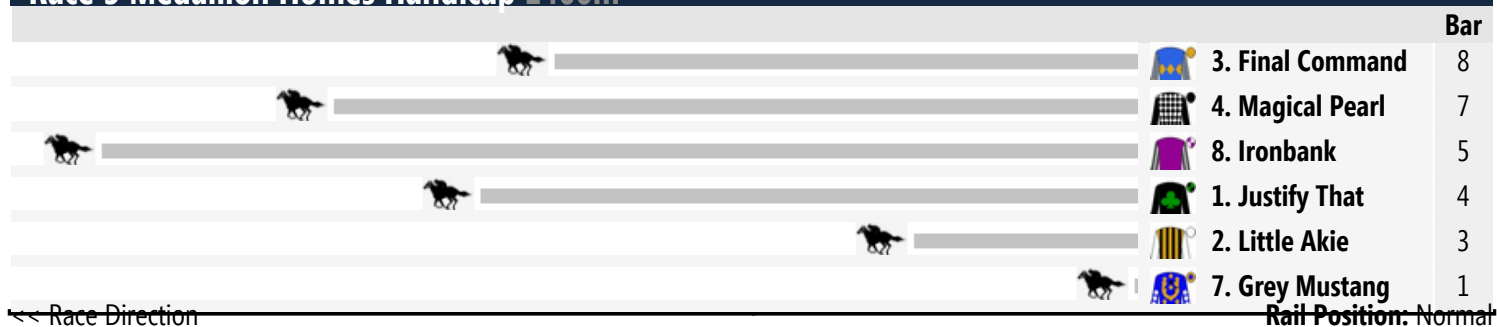 Bar
3. Final Command 8
4. Magical Pearl 7
8. Ironbank 5
1. Justify That 4
2. Little Akie 3
7. Grey Mustang 1
<< Race Direction Rail Position: Normal